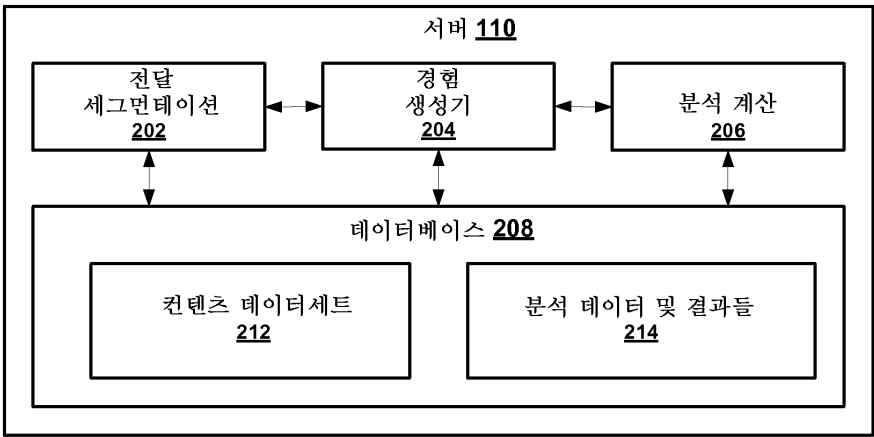 서버 110
전달
세그먼테이션
202
경험
생성기
204
분석 계산
206
데이터베이스 208
컨텐츠 데이터세트
212
분석 데이터 및 결과들
214